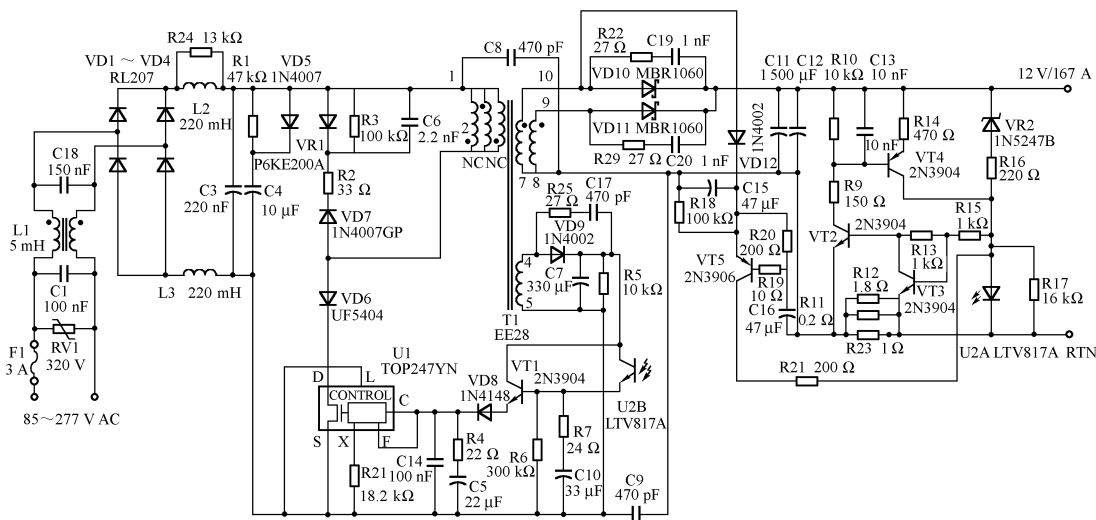 R24 13 kΩ
VD1 ～ VD4
RL207
R1
47 kΩ
VD5
1N4007
L2
220 mH
C18
150 nF
L1
5 mH
C1
100 nF
RV1
320 V
F1
3 A
85～277 V AC
L3 220 mH
C3
220 nF
C4
10 μF
VR1
P6KE200A
R3
100 kΩ
C6
2.2 nF
R2
33 Ω
VD7
1N4007GP
VD6
UF5404
C8 470 pF
1
2
NC NC
10
9
7 8
4
5
T1
EE28
R22
27 Ω
C19 1 nF
VD10 MBR1060
VD11 MBR1060
R29 27 Ω
C20 1 nF
1N4002
VD12
C11 C12
1 500 μF
R10
10 kΩ
C13
10 nF
12 V/167 A
10 nF
R14
470 Ω
VT4
2N3904
VR2
1N5247B
R16
220 Ω
R25
27 Ω
C17
470 pF
VD9
1N4002
C7
330 μF
R5
10 kΩ
R18
100 kΩ
C15
47 μF
R20
200 Ω
VT5
2N3906
R19
10 Ω
C16
47 μF
R11
0.2 Ω
R9
150 Ω
VT2
2N3904
R15
1 kΩ
R13
1 kΩ
R12
1.8 Ω
VT3
2N3904
R23 1 Ω
R17
16 kΩ
U2A LTV817A RTN
R21 200 Ω
U1
TOP247YN
D
L
CONTROL
C
S X F
VD8
1N4148
VT1
2N3904
U2B
LTV817A
R21
18.2 kΩ
C14
100 nF
R4
22 Ω
C5
22 μF
R6
300 kΩ
R7
24 Ω
C10
33 μF
C9
470 pF